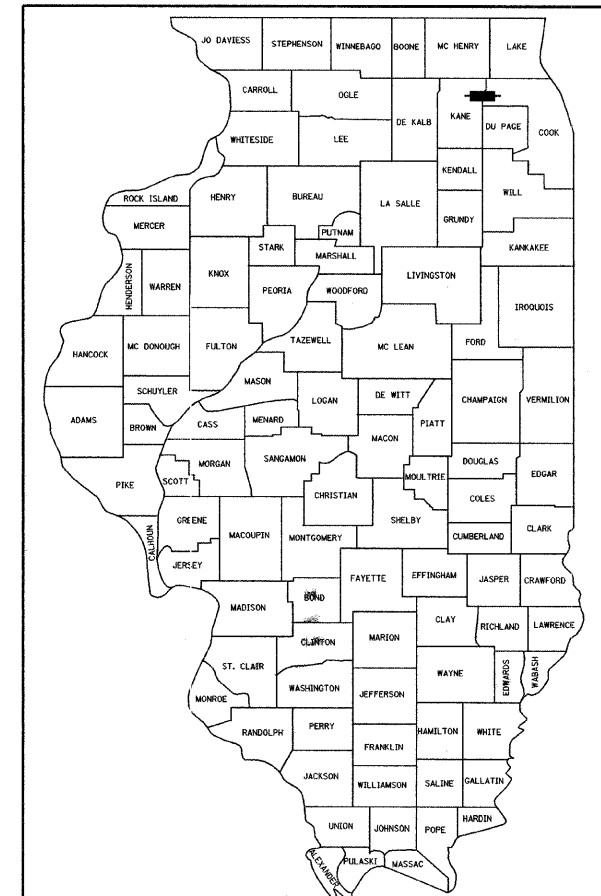 JO DAVIESS
STEPHENSON
WINNEBAGO
BOONE
MC HENRY
LAKE
CARROLL
OGLE
DE KALB
KANE
DU PAGE
COOK
WHITESIDE
LEE
KENDALL
WILL
ROCK ISLAND
HENRY
BUREAU
LA SALLE
GRUNDY
MERCER
PUTNAM
STARK
MARSHALL
KANKAKEE
HENDERSON
WARREN
KNOX
PEORIA
WOODFORD
LIVINGSTON
IROQUOIS
HANCOCK
MC DONOUGH
FULTON
TAZEWELL
MC LEAN
FORD
MASON
SCHUYLER
LOGAN
DE WITT
CHAMPAIGN
VERMILION
ADAMS
BROWN
CASS
MENARD
MACON
PIATT
SANGAMON
MORGAN
DOUGLAS
EDGAR
PIKE
SCOTT
CHRISTIAN
MOULTRIE
COLES
GREENE
MACOUPIN
MONTGOMERY
SHELBY
CUMBERLAND
CLARK
CALHOUN
JERSEY
FAYETTE
EFFINGHAM
JASPER
CRAWFORD
MADISON
BOND
CLAY
RICHLAND
LAWRENCE
CLINTON
MARION
ST. CLAIR
WAYNE
EDWARDS
WABASH
WASHINGTON
JEFFERSON
MONROE
RANDOLPH
PERRY
HAMILTON
WHITE
FRANKLIN
JACKSON
WILLIAMSON
SALINE
GALLATIN
UNION
JOHNSON
POPE
HARDIN
ALEXANDER
PULASKI
MASSAC